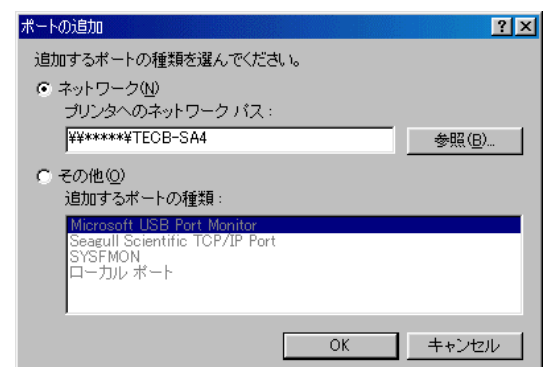 ポートの追加
追加するポートの種類を選んでください。
ネットワーク(N)
プリンタへのネットワーク パス:
¥¥*****¥TECB-SA4
参照(B)...
その他(O)
追加するポートの種類:
Microsoft USB Port Monitor
Seagull Scientific TCP/IP Port
SYSFMON
ローカル ポート
OK
キャンセル